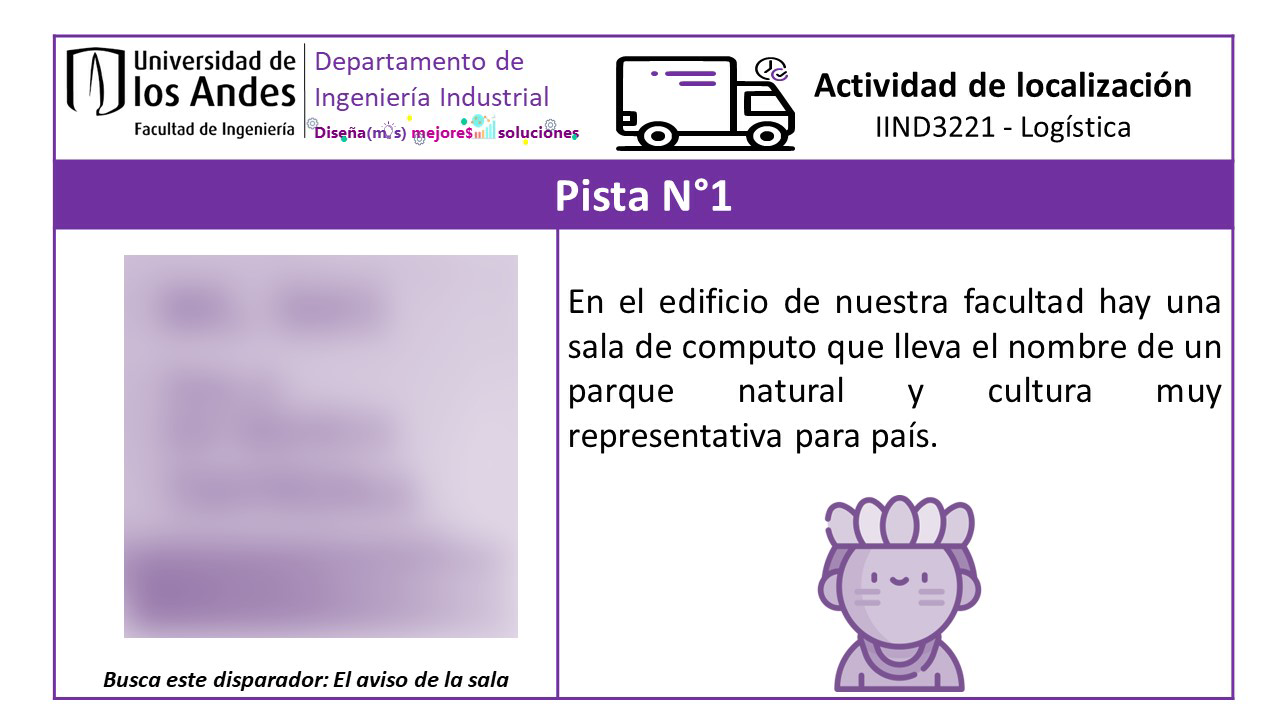 Universidad de
los Andes
Facultad de Ingeniería
Departamento de
Ingeniería Industrial
Diseña(m s) mejore$ soluciones
Actividad de localización
IIND3221 - Logística
Pista N°1
En el edificio de nuestra facultad hay una
sala de computo que lleva el nombre de un
parque natural y cultura muy
representativa para país.
Busca este disparador: El aviso de la sala